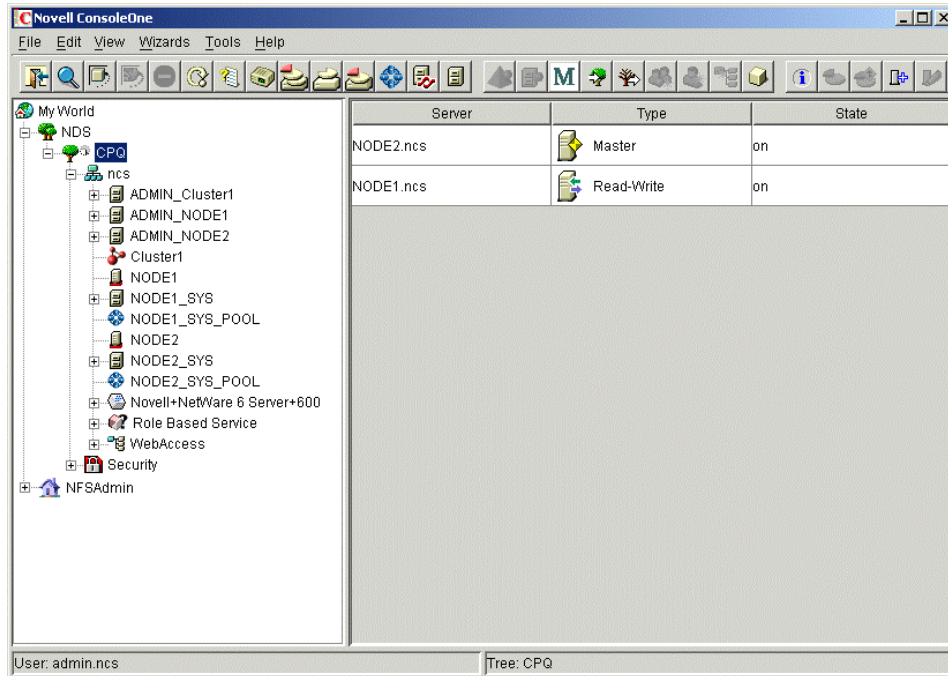 Novell ConsoleOne
File Edit View Wizards Tools Help
M
My World
NDS
CPQ
ncs
ADMIN_Cluster1
ADMIN_NODE1
ADMIN_NODE2
Cluster1
NODE1
NODE1_SYS
NODE1_SYS_POOL
NODE2
NODE2_SYS
NODE2_SYS_POOL
Novell+NetWare 6 Server+600
Role Based Service
WebAccess
Security
NFSAdmin
Server Type State
NODE2.ncs Master on
NODE1.ncs Read-Write on
User: admin.ncs Tree: CPQ